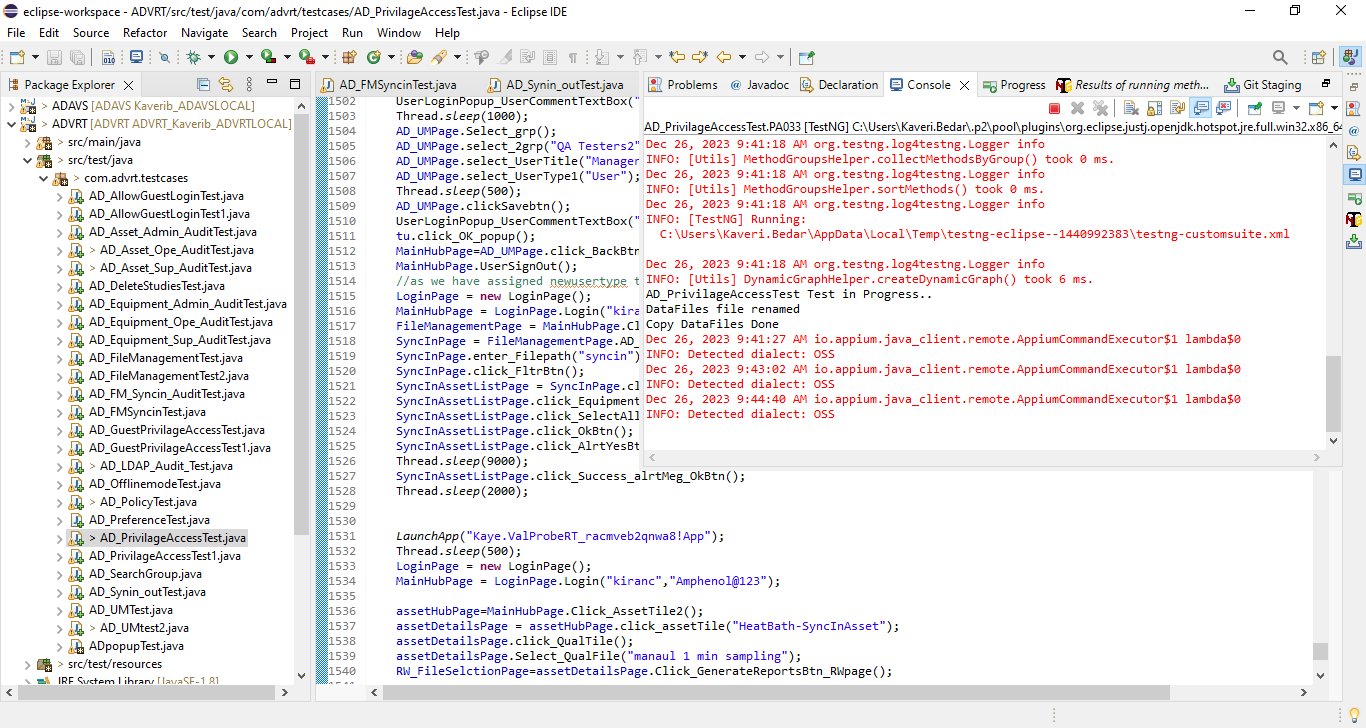 eclipse-workspace - ADVRT/src/test/java/com/advrt/testcases/AD_PrivilageAccessTest.java - Eclipse IDE
File Edit Source Refactor Navigate Search Project Run Window Help
Package Explorer
ADAVS [ADAVS Kaverib_ADAVSLOCAL]
ADVRT [ADVRT ADVRT_Kaverib_ADVRTLOCAL]
> src/main/java
> src/test/java
> com.advrt.testcases
AD_AllowGuestLoginTest.java
AD_AllowGuestLoginTest1.java
AD_Asset_Admin_AuditTest.java
> AD_Asset_Ope_AuditTest.java
> AD_Asset_Sup_AuditTest.java
AD_DeleteStudiesTest.java
AD_Equipment_Admin_AuditTest.java
AD_Equipment_Ope_AuditTest.java
AD_Equipment_Sup_AuditTest.java
AD_FileManagementTest.java
AD_FileManagementTest2.java
AD_FM_Syncin_AuditTest.java
AD_FMSyncinTest.java
AD_GuestPrivilageAccessTest.java
AD_GuestPrivilageAccessTest1.java
> AD_LDAP_Audit_Test.java
AD_OfflinemodeTest.java
> AD_PolicyTest.java
AD_PreferenceTest.java
> AD_PrivilageAccessTest.java
AD_PrivilageAccessTest1.java
AD_SearchGroup.java
AD_Synin_outTest.java
AD_UMTest.java
> AD_UMtest2.java
ADpopupTest.java
> src/test/resources
JRE System Library [JavaSE-1.8]
AD_FMSyncinTest.java AD_Synin_outTest.java
1502 UserLoginPopup_UserCommentTextBox("
1503 Thread.sleep(1000);
1504 AD_UMPage.Select_grp();
1505 AD_UMPage.select_2grp("QA Testers2"
1506 AD_UMPage.select_UserTitle("Manager
1507 AD_UMPage.select_UserType1("User");
1508 Thread.sleep(500);
1509 AD_UMPage.clickSavebtn();
1510 UserLoginPopup_UserCommentTextBox("
1511 tu.click_OK_popup();
1512 MainHubPage=AD_UMPage.click_BackBtn
1513 MainHubPage.UserSignOut();
1514 //as we have assigned newusertype t
1515 LoginPage = new LoginPage();
1516 MainHubPage = LoginPage.Login("kira
1517 FileManagementPage = MainHubPage.Cl
1518 SyncInPage = FileManagementPage.AD_
1519 SyncInPage.enter_Filepath("syncin")
1520 SyncInPage.click_FltrBtn();
1521 SyncInAssetListPage = SyncInPage.cl
1522 SyncInAssetListPage.click_Equipment
1523 SyncInAssetListPage.click_SelectAll
1524 SyncInAssetListPage.click_OkBtn();
1525 SyncInAssetListPage.click_AlrtYesBt
1526 Thread.sleep(9000);
1527 SyncInAssetListPage.click_Success_alrtMeg_OkBtn();
1528 Thread.sleep(2000);
1529
1530
1531 LaunchApp("Kaye.ValProbeRT_racmveb2qnwa8!App");
1532 Thread.sleep(500);
1533 LoginPage = new LoginPage();
1534 MainHubPage = LoginPage.Login("kiranc","Amphenol@123");
1535
1536 assetHubPage=MainHubPage.Click_AssetTile2();
1537 assetDetailsPage = assetHubPage.click_assetTile("HeatBath-SyncInAsset");
1538 assetDetailsPage.click_QualTile();
1539 assetDetailsPage.Select_QualFile("manaul 1 min sampling");
1540 RW_FileSelctionPage=assetDetailsPage.Click_GenerateReportsBtn_RWpage();
Problems Javadoc Declaration Console Progress Results of running meth... Git Staging
AD_PrivilageAccessTest.PA033 [TestNG] C:\Users\Kaveri.Bedar\.p2\pool\plugins\org.eclipse.justj.openjdk.hotspot.jre.full.win32.x86_64
Dec 26, 2023 9:41:18 AM org.testng.log4testng.Logger info
INFO: [Utils] MethodGroupsHelper.collectMethodsByGroup() took 0 ms.
Dec 26, 2023 9:41:18 AM org.testng.log4testng.Logger info
INFO: [Utils] MethodGroupsHelper.sortMethods() took 0 ms.
Dec 26, 2023 9:41:18 AM org.testng.log4testng.Logger info
INFO: [TestNG] Running:
C:\Users\Kaveri.Bedar\AppData\Local\Temp\testng-eclipse--1440992383\testng-customsuite.xml
Dec 26, 2023 9:41:18 AM org.testng.log4testng.Logger info
INFO: [Utils] DynamicGraphHelper.createDynamicGraph() took 6 ms.
AD_PrivilageAccessTest Test in Progress..
DataFiles file renamed
Copy DataFiles Done
Dec 26, 2023 9:41:27 AM io.appium.java_client.remote.AppiumCommandExecutor$1 lambda$0
INFO: Detected dialect: OSS
Dec 26, 2023 9:43:02 AM io.appium.java_client.remote.AppiumCommandExecutor$1 lambda$0
INFO: Detected dialect: OSS
Dec 26, 2023 9:44:40 AM io.appium.java_client.remote.AppiumCommandExecutor$1 lambda$0
INFO: Detected dialect: OSS